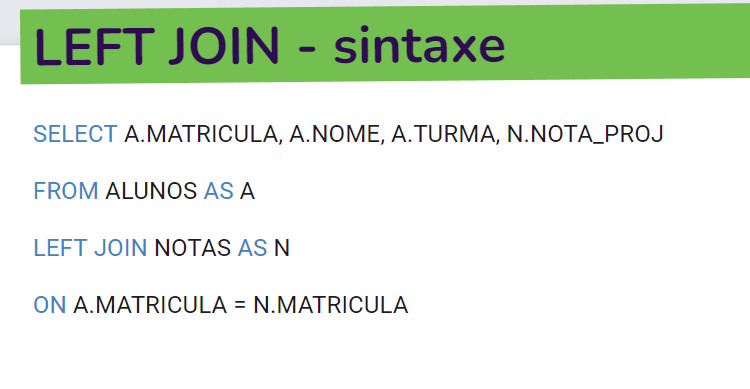 LEFT JOIN - sintaxe
SELECT A.MATRICULA, A.NOME, A.TURMA, N.NOTA_PROJ
FROM ALUNOS AS A
LEFT JOIN NOTAS AS N
ON A.MATRICULA = N.MATRICULA